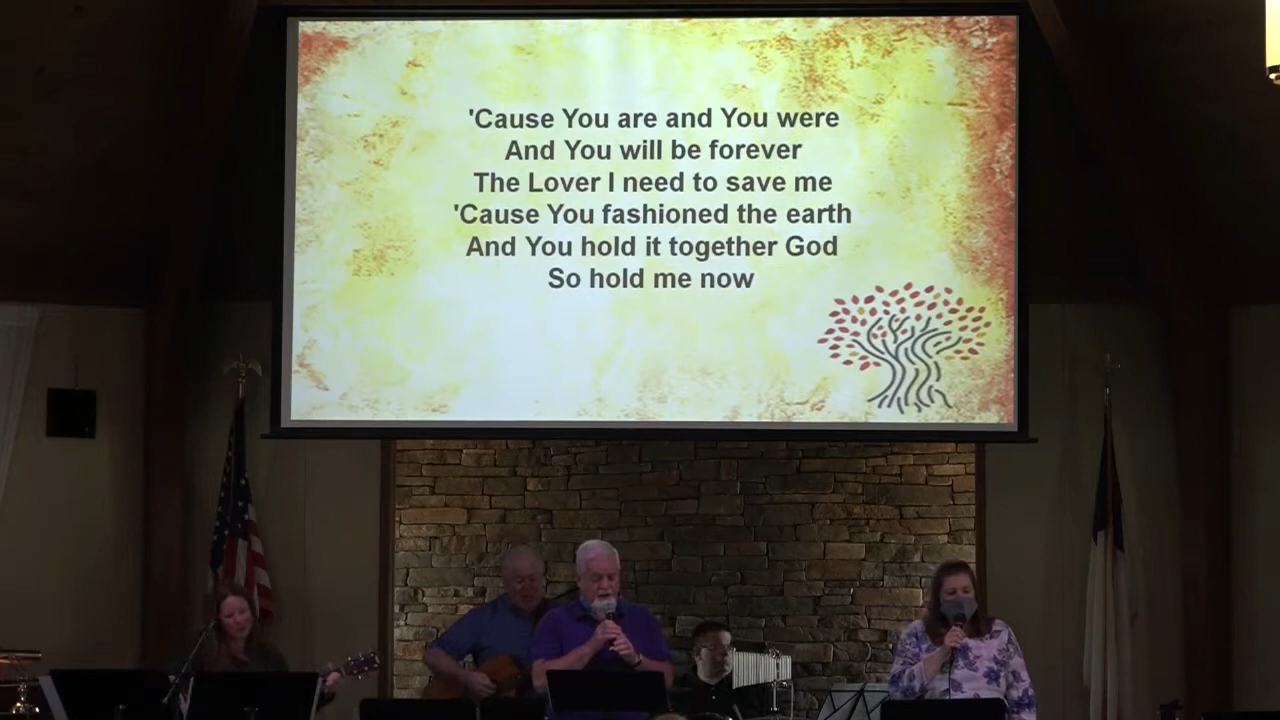 'Cause You are and You were
And You will be forever
The Lover I need to save me
'Cause You fashioned the earth
And You hold it together God
So hold me now